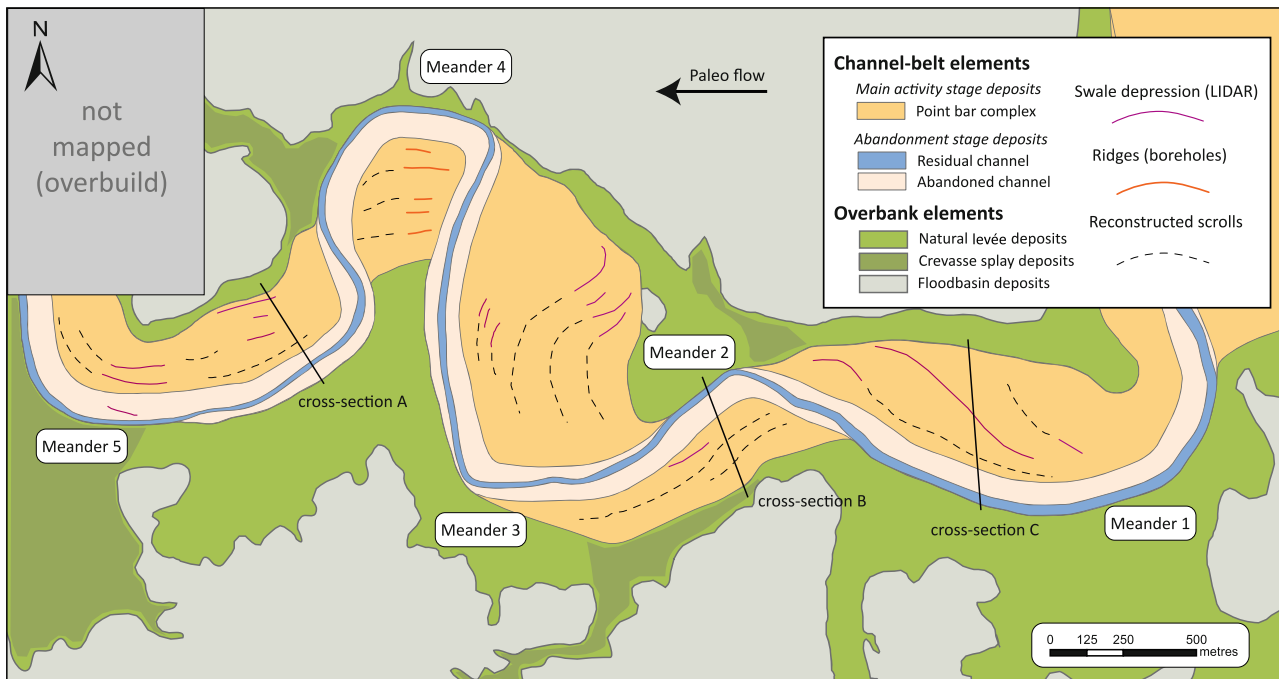 N
not
mapped
(overbuild)
Meander 4
Paleo flow
Channel-belt elements
Main activity stage deposits
Point bar complex
Abandonment stage deposits
Residual channel
Abandoned channel
Overbank elements
Natural levée deposits
Crevasse splay deposits
Floodbasin deposits
Swale depression (LIDAR)
Ridges (boreholes)
Reconstructed scrolls
Meander 2
cross-section A
Meander 5
Meander 3
cross-section B
cross-section C
Meander 1
0 125 250 500
metres